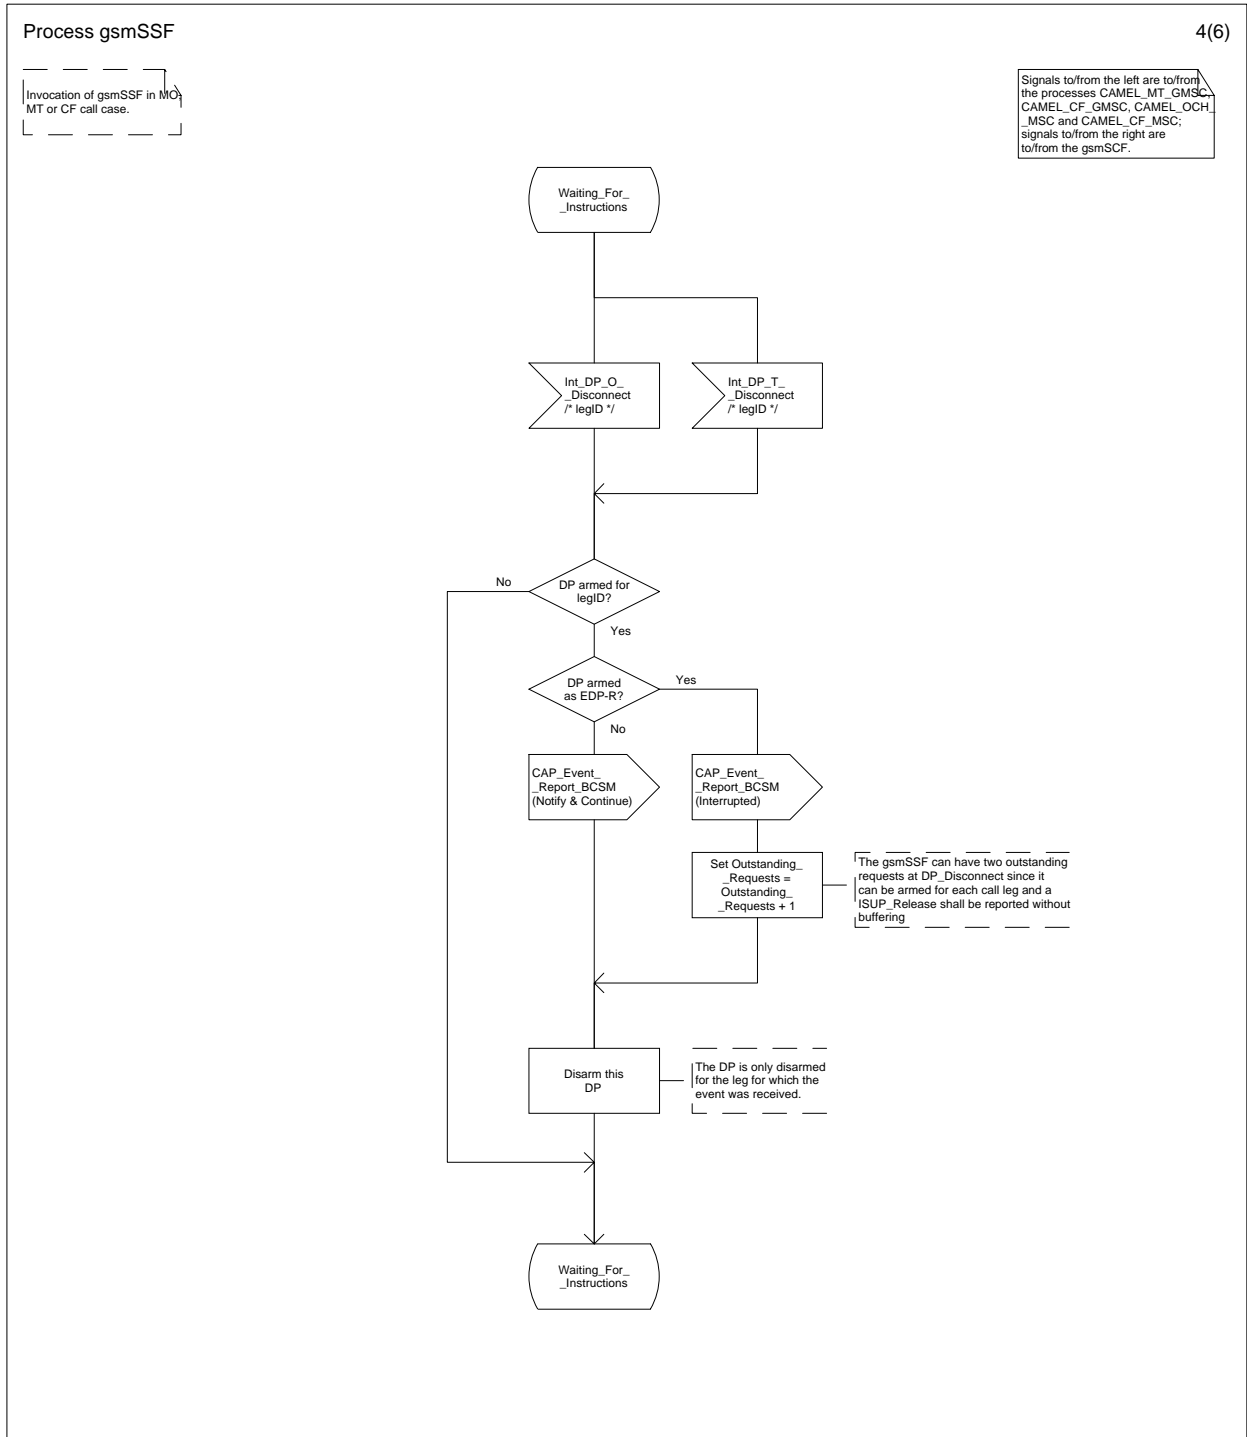 Process gsmSSF
4(6)
Invocation of gsmSSF in MO,
MT or CF call case.
Signals to/from the left are to/from
the processes CAMEL_MT_GMSC,
CAMEL_CF_GMSC, CAMEL_OCH_
_MSC and CAMEL_CF_MSC;
signals to/from the right are
to/from the gsmSCF.
Waiting_For_
_Instructions
Int_DP_O_
_Disconnect
/* legID */
Int_DP_T_
_Disconnect
/* legID */
DP armed for
legID?
No
Yes
DP armed
as EDP-R?
Yes
No
CAP_Event_
_Report_BCSM
(Notify & Continue)
CAP_Event_
_Report_BCSM
(Interrupted)
Set Outstanding_
_Requests =
Outstanding_
_Requests + 1
The gsmSSF can have two outstanding
requests at DP_Disconnect since it
can be armed for each call leg and a
ISUP_Release shall be reported without
buffering
Disarm this
DP
The DP is only disarmed
for the leg for which the
event was received.
Waiting_For_
_Instructions